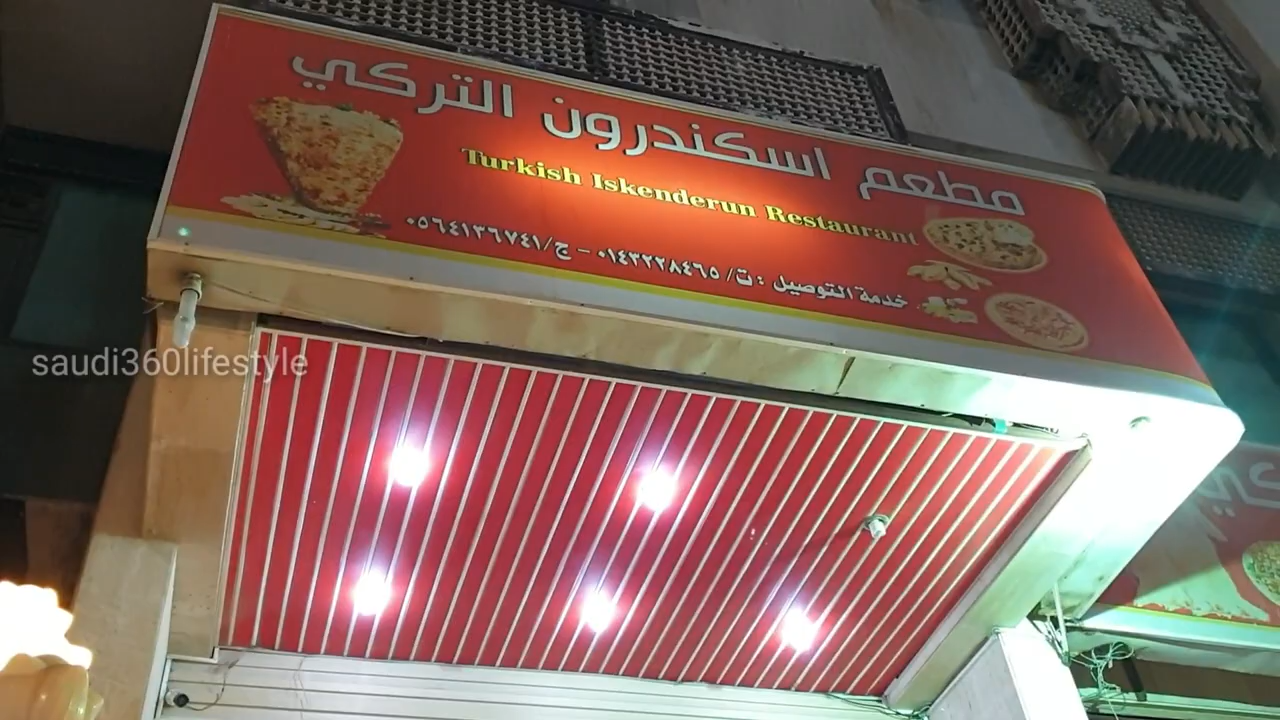 مطعم اسكندرون التركي
Turkish Iskenderun Restaurant
خدمة التوصيل : ت/ ٠١٤٣٢٢٨٤٦٥ - ج/ ٠٥٦٤١٣٦٧٤١
saudi360lifestyle